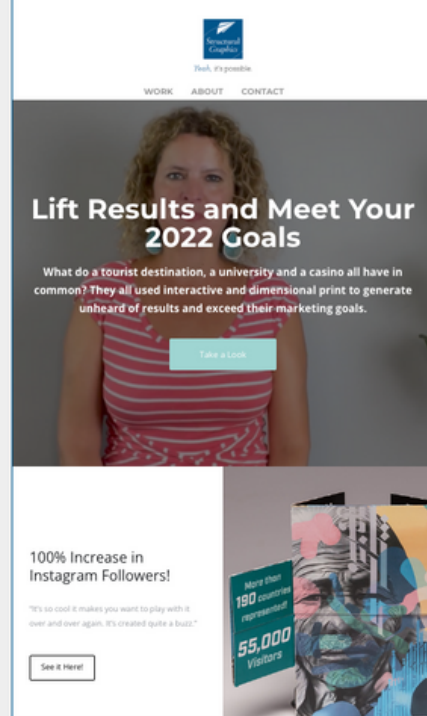 Structural
Graphics
Yeah, it's possible.
WORK ABOUT CONTACT
Lift Results and Meet Your
2022 Goals
What do a tourist destination, a university and a casino all have in
common? They all used interactive and dimensional print to generate
unheard of results and exceed their marketing goals.
Take a Look
100% Increase in
Instagram Followers!
"It's so cool it makes you want to play with it
over and over again. It's created quite a buzz."
See it Here!
More than
190 countries
represented!
55,000
Visitors